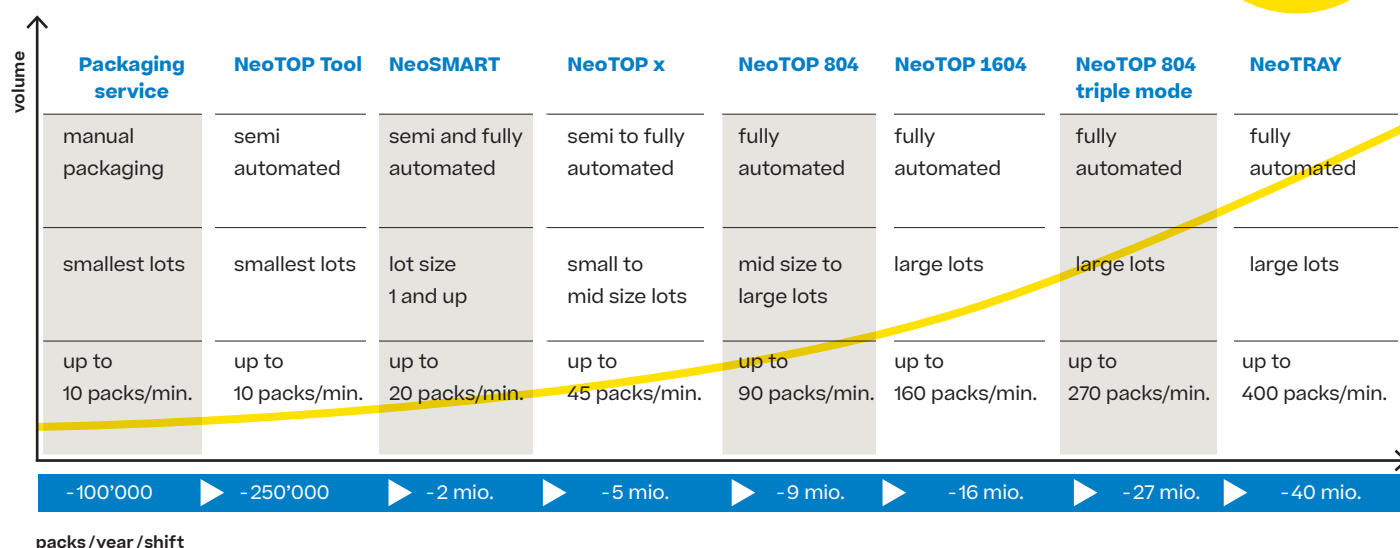 volume
Packaging
service
NeoTOP Tool
NeoSMART
NeoTOP x
NeoTOP 804
NeoTOP 1604
NeoTOP 804
triple mode
NeoTRAY
manual
packaging
semi
automated
semi and fully
automated
semi to fully
automated
fully
automated
fully
automated
fully
automated
fully
automated
smallest lots
smallest lots
lot size
1 and up
small to
mid size lots
mid size to
large lots
large lots
large lots
large lots
up to
10 packs/min.
up to
10 packs/min.
up to
20 packs/min.
up to
45 packs/min.
up to
90 packs/min.
up to
160 packs/min.
up to
270 packs/min.
up to
400 packs/min.
-100’000
-250’000
-2 mio.
-5 mio.
-9 mio.
-16 mio.
-27 mio.
-40 mio.
packs/year/shift